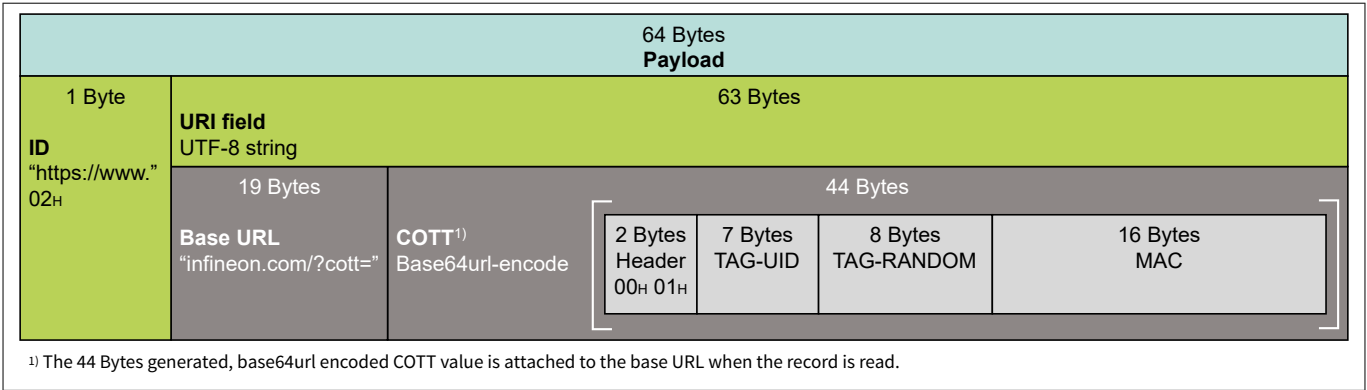 64 Bytes
Payload
1 Byte
63 Bytes
ID
“https://www.”
02H
URI field
UTF-8 string
19 Bytes
44 Bytes
Base URL
“infineon.com/?cott=”
COTT1)
Base64url-encode
2 Bytes
Header
00H 01H
7 Bytes
TAG-UID
8 Bytes
TAG-RANDOM
16 Bytes
MAC
1) The 44 Bytes generated, base64url encoded COTT value is attached to the base URL when the record is read.